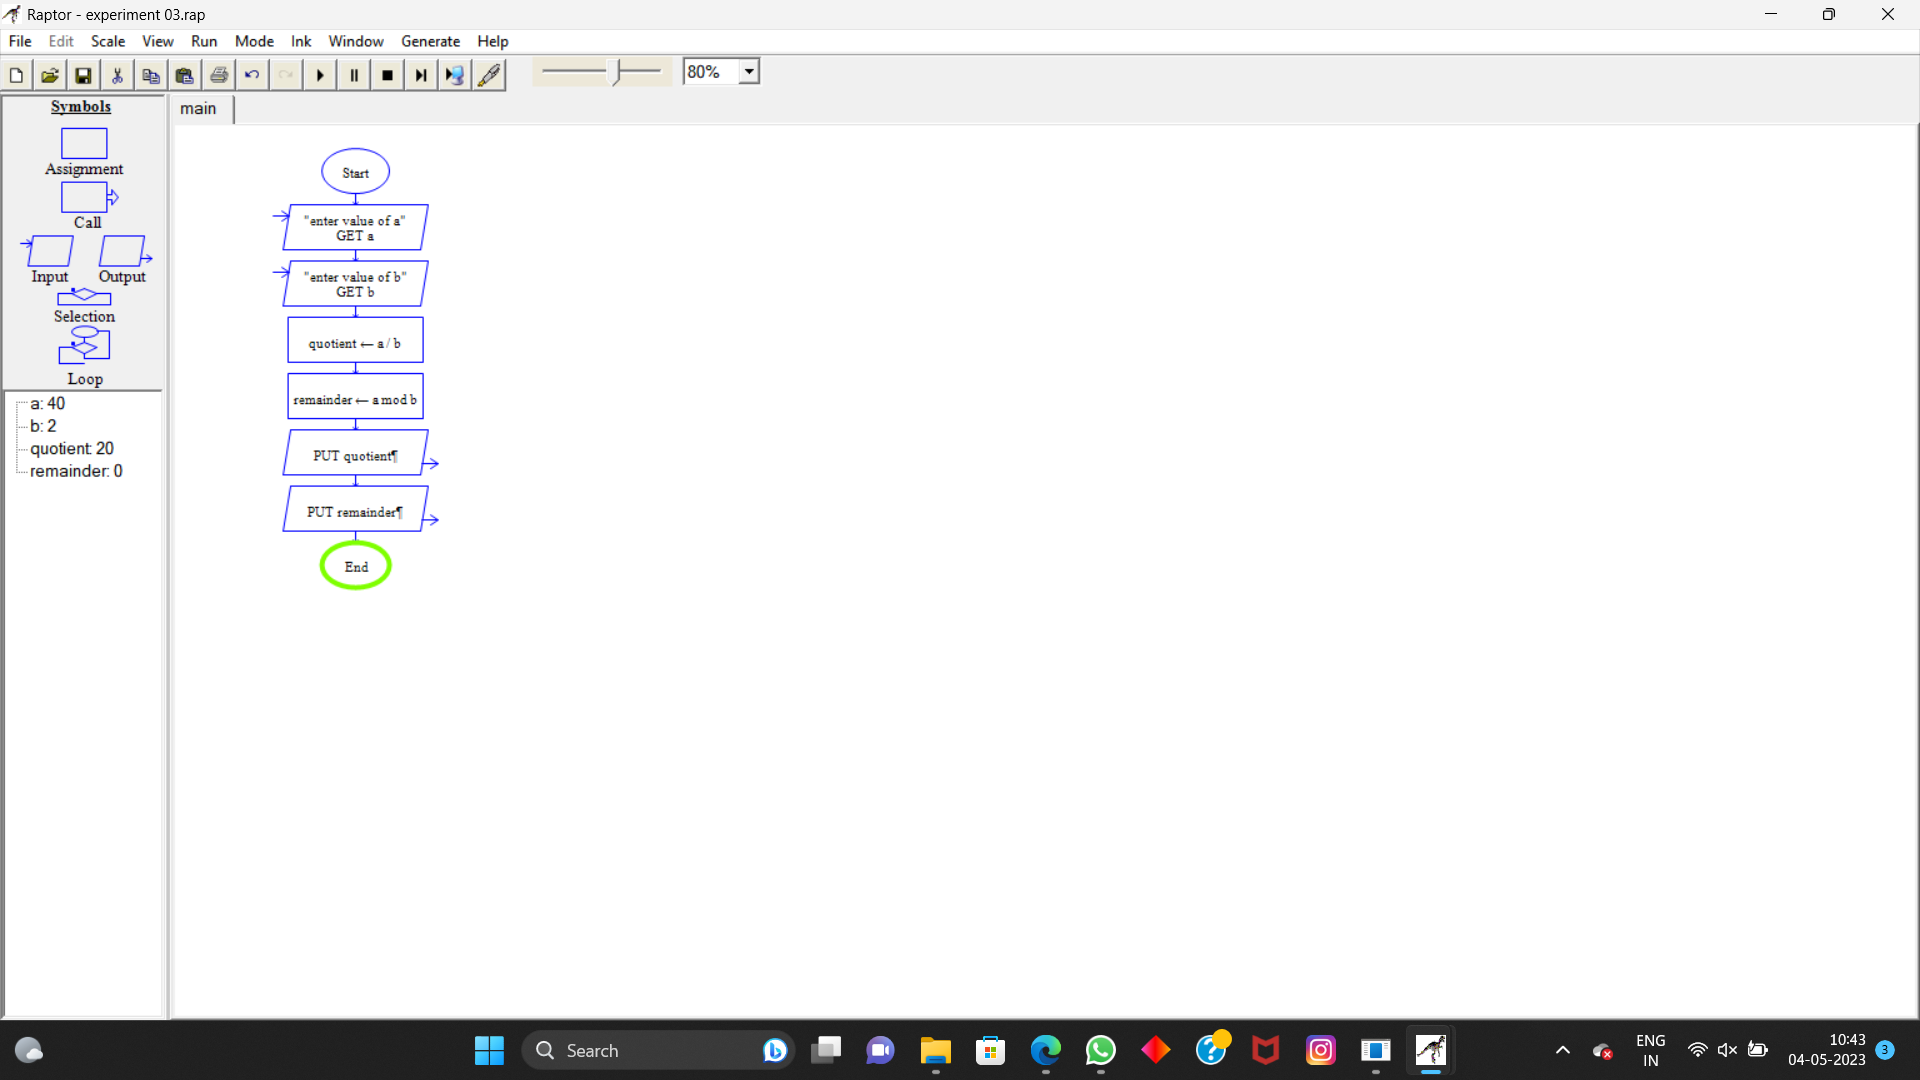 Raptor - experiment 03.rap
File Edit Scale View Run Mode Ink Window Generate Help
80%
Symbols
Assignment
Call
Input Output
Selection
Loop
a: 40
b: 2
quotient: 20
remainder: 0
main
Start
"enter value of a"
GET a
"enter value of b"
GET b
quotient ← a / b
remainder ← a mod b
PUT quotient¶
PUT remainder¶
End
Search
ENG
IN
10:43
04-05-2023
3